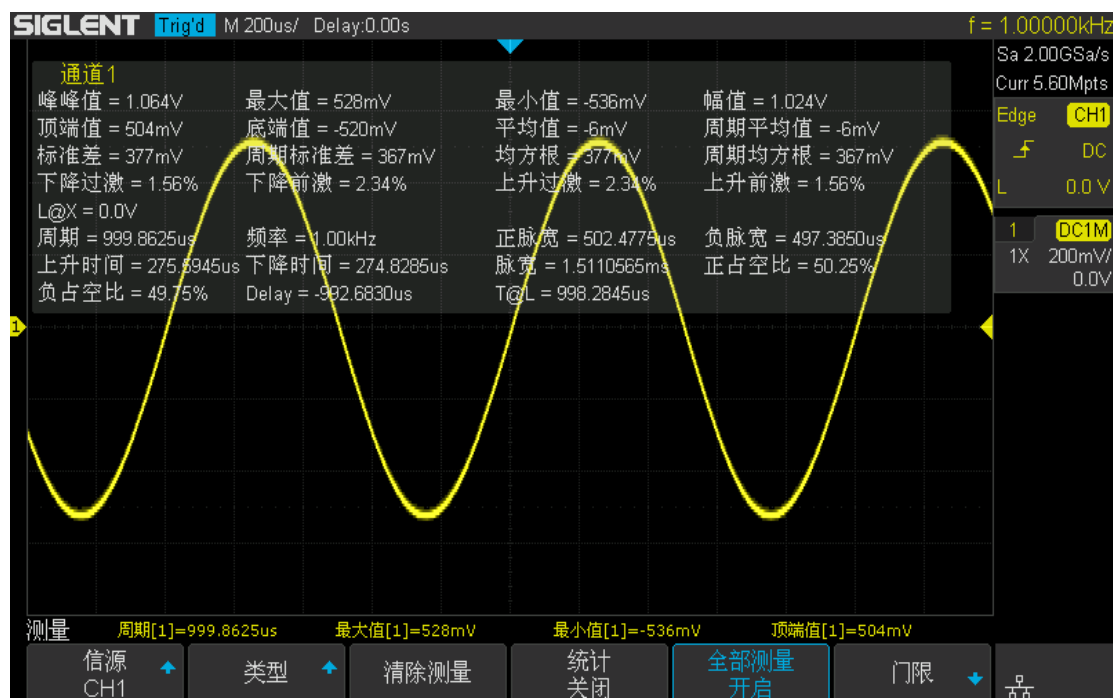 SIGLENT Trig'd M 200us/ Delay:0.00s f = 1.00000kHz
Sa 2.00GSa/s
Curr 5.60Mpts
Edge CH1
DC
L 0.0 V
1 DC1M
1X 200mV/
0.0V
通道1
峰峰值 = 1.064V 最大值 = 528mV 最小值 = -536mV 幅值 = 1.024V
顶端值 = 504mV 底端值 = -520mV 平均值 = -6mV 周期平均值 = -6mV
标准差 = 377mV 周期标准差 = 367mV 均方根 = 377mV 周期均方根 = 367mV
下降过激 = 1.56% 下降前激 = 2.34% 上升过激 = 2.34% 上升前激 = 1.56%
L@X = 0.0V
周期 = 999.8625us 频率 = 1.00kHz 正脉宽 = 502.4775us 负脉宽 = 497.3850us
上升时间 = 275.5945us 下降时间 = 274.8285us 脉宽 = 1.5110565ms 正占空比 = 50.25%
负占空比 = 49.75% Delay = -992.6830us T@L = 998.2845us
1
测量 周期[1]=999.8625us 最大值[1]=528mV 最小值[1]=-536mV 顶端值[1]=504mV
信源 类型 清除测量 统计 全部测量 门限
CH1 关闭 开启